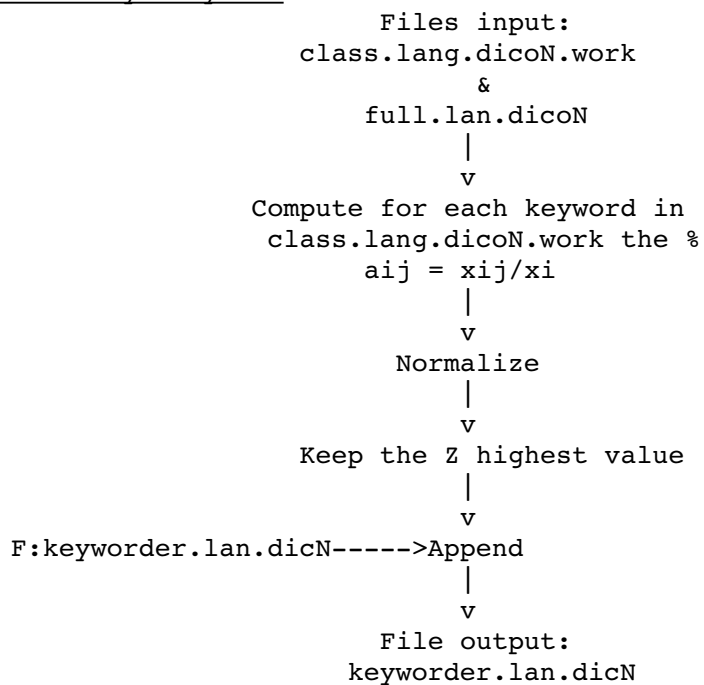 Files input:
class.lang.dicoN.work
&
full.lan.dicoN
|
v
Compute for each keyword in
class.lang.dicoN.work the %
aij = xij/xi
|
v
Normalize
|
v
Keep the Z highest value
|
v
F:keyworder.lan.dicN----->Append
|
v
File output:
keyworder.lan.dicN